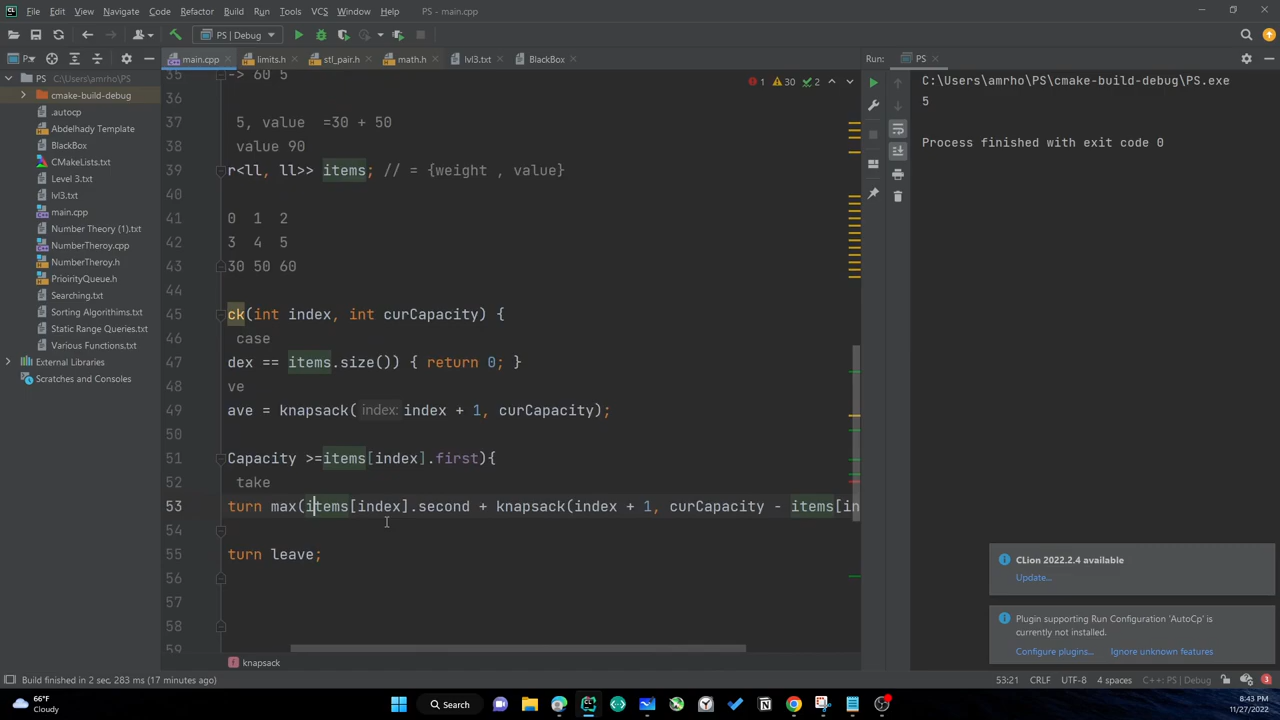 File Edit View Navigate Code Refactor Build Run Tools VCS Window Help PS - main.cpp
PS | Debug
P... main.cpp limits.h stl_pair.h math.h lvl3.txt BlackBox Run: PS
PS C:\Users\amrho\PS
cmake-build-debug
.autocp
Abdelhady Template
BlackBox
CMakeLists.txt
Level 3.txt
lvl3.txt
main.cpp
Number Theory (1).txt
NumberTheroy.cpp
NumberTheroy.h
PrioirityQueue.h
Searching.txt
Sorting Algorithms.txt
Static Range Queries.txt
Various Functions.txt
External Libraries
Scratches and Consoles
1 30 2
35 -> 60 5
36
37 5, value =30 + 50
38 value 90
39 r<ll, ll>> items; // = {weight , value}
40
41 0 1 2
42 3 4 5
43 30 50 60
44
45 ck(int index, int curCapacity) {
46 case
47 dex == items.size()) { return 0; }
48 ve
49 ave = knapsack( index: index + 1, curCapacity);
50
51 Capacity >=items[index].first){
52 take
53 turn max(items[index].second + knapsack(index + 1, curCapacity - items[in
54
55 turn leave;
56
57
58
59
knapsack
C:\Users\amrho\PS\cmake-build-debug\PS.exe
5
Process finished with exit code 0
CLion 2022.2.4 available
Update...
Plugin supporting Run Configuration 'AutoCp' is
currently not installed.
Configure plugins... Ignore unknown features
Build finished in 2 sec, 283 ms (17 minutes ago) 53:21 CRLF UTF-8 4 spaces C++: PS | Debug
66°F
Cloudy
Search
8:43 PM
11/27/2022